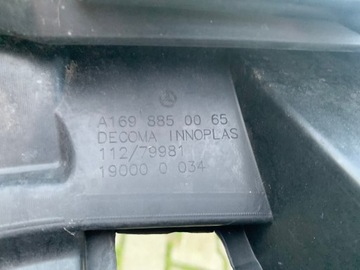 A169 885 00 65
DECOMA INNOPLAS
112/79981
19000 0 034